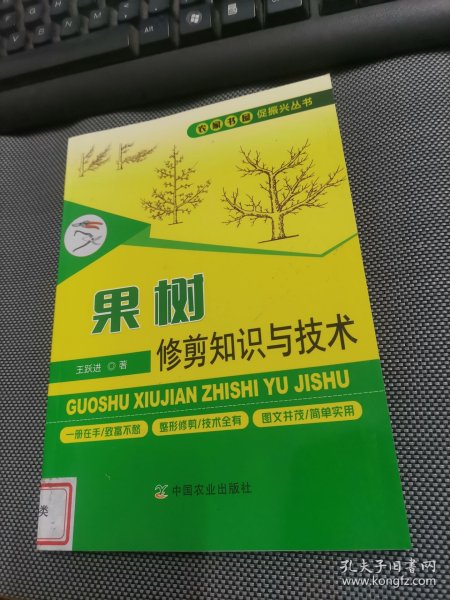 农家书屋 促振兴丛书
果树
修剪知识与技术
王跃进 ◎ 著
GUOSHU XIUJIAN ZHISHI YU JISHU
一册在手/致富不愁 整形修剪/技术全有 图文并茂/简单实用
中国农业出版社
类
孔夫子旧书网
www.kongfz.com
Alt